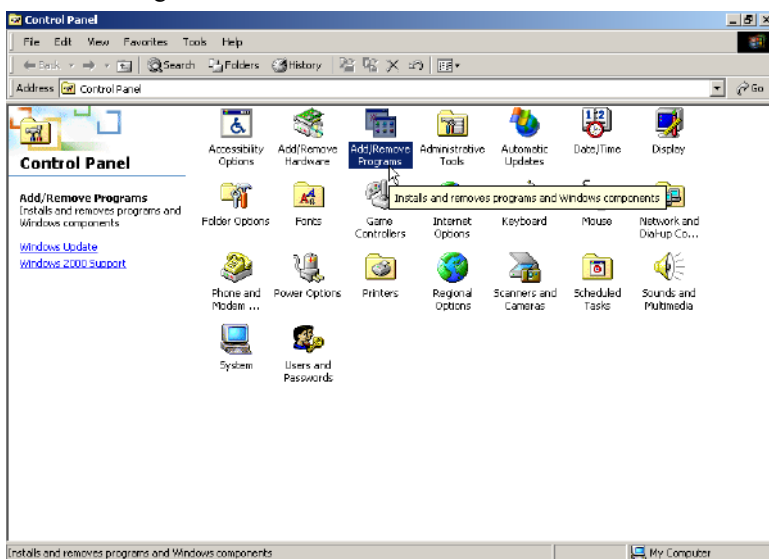 Control Panel
File Edit View Favorites Tools Help
Back Search Folders History
Address Control Panel Go
Control Panel
Add/Remove Programs
Installs and removes programs and
Windows components
Windows Update
Windows 2000 Support
Accessibility
Options
Add/Remove
Hardware
Add/Remove
Programs
Administrative
Tools
Automatic
Updates
Date/Time
Display
Installs and removes programs and Windows components
Folder Options
Fonts
Game
Controllers
Internet
Options
Keyboard
Mouse
Network and
Dial-up Co...
Phone and
Modem ...
Power Options
Printers
Regional
Options
Scanners and
Cameras
Scheduled
Tasks
Sounds and
Multimedia
System
Users and
Passwords
Installs and removes programs and Windows components
My Computer